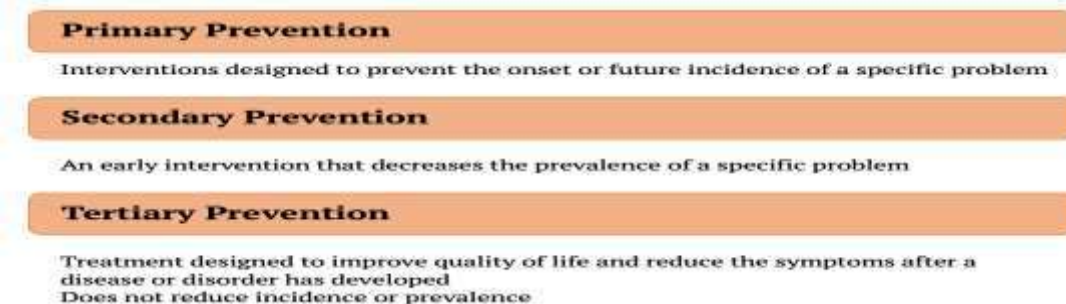 Primary Prevention
Interventions designed to prevent the onset or future incidence of a specific problem
Secondary Prevention
An early intervention that decreases the prevalence of a specific problem
Tertiary Prevention
Treatment designed to improve quality of life and reduce the symptoms after a
disease or disorder has developed
Does not reduce incidence or prevalence